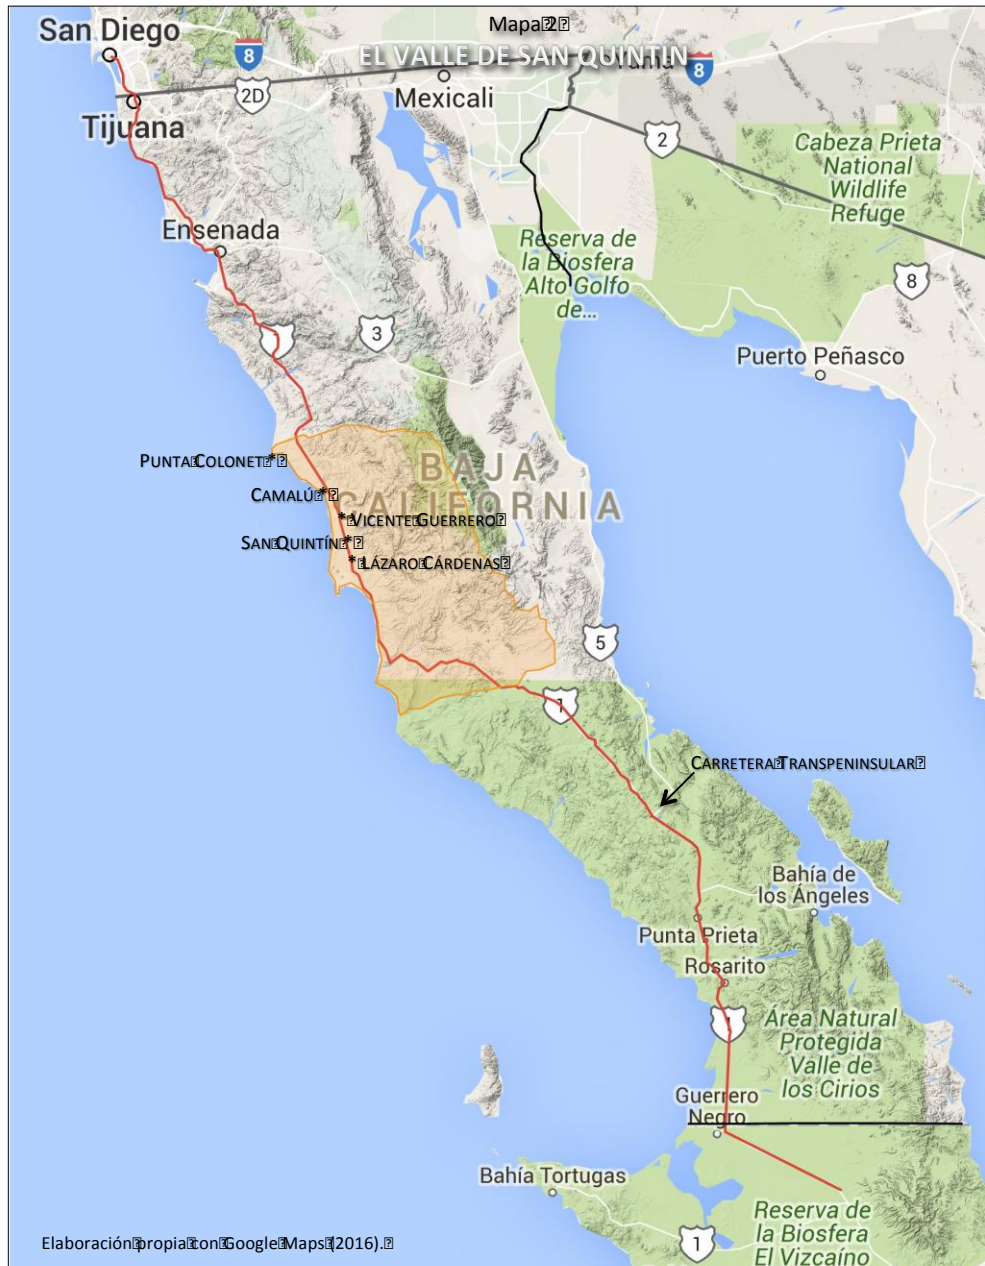 Mapa 2
San Diego
EL VALLE DE SAN QUINTIN
8
Yuma
8
2D
Mexicali
Tijuana
2
Cabeza Prieta
National
Wildlife
Refuge
Ensenada
Reserva de
la Biosfera
Alto Golfo
de...
8
3
Puerto Peñasco
PUNTA COLONET *
BAJA
CALIFORNIA
CAMALÚ *
* VICENTE GUERRERO
SAN QUINTÍN *
* LÁZARO CÁRDENAS
5
1
CARRETERA TRANSPENINSULAR
Bahía de
los Ángeles
Punta Prieta
Rosarito
1
Área Natural
Protegida
Valle de
los Cirios
Guerrero
Negro
Bahía Tortugas
Reserva de
la Biosfera
El Vizcaíno
1
Elaboración propia con Google Maps (2016).